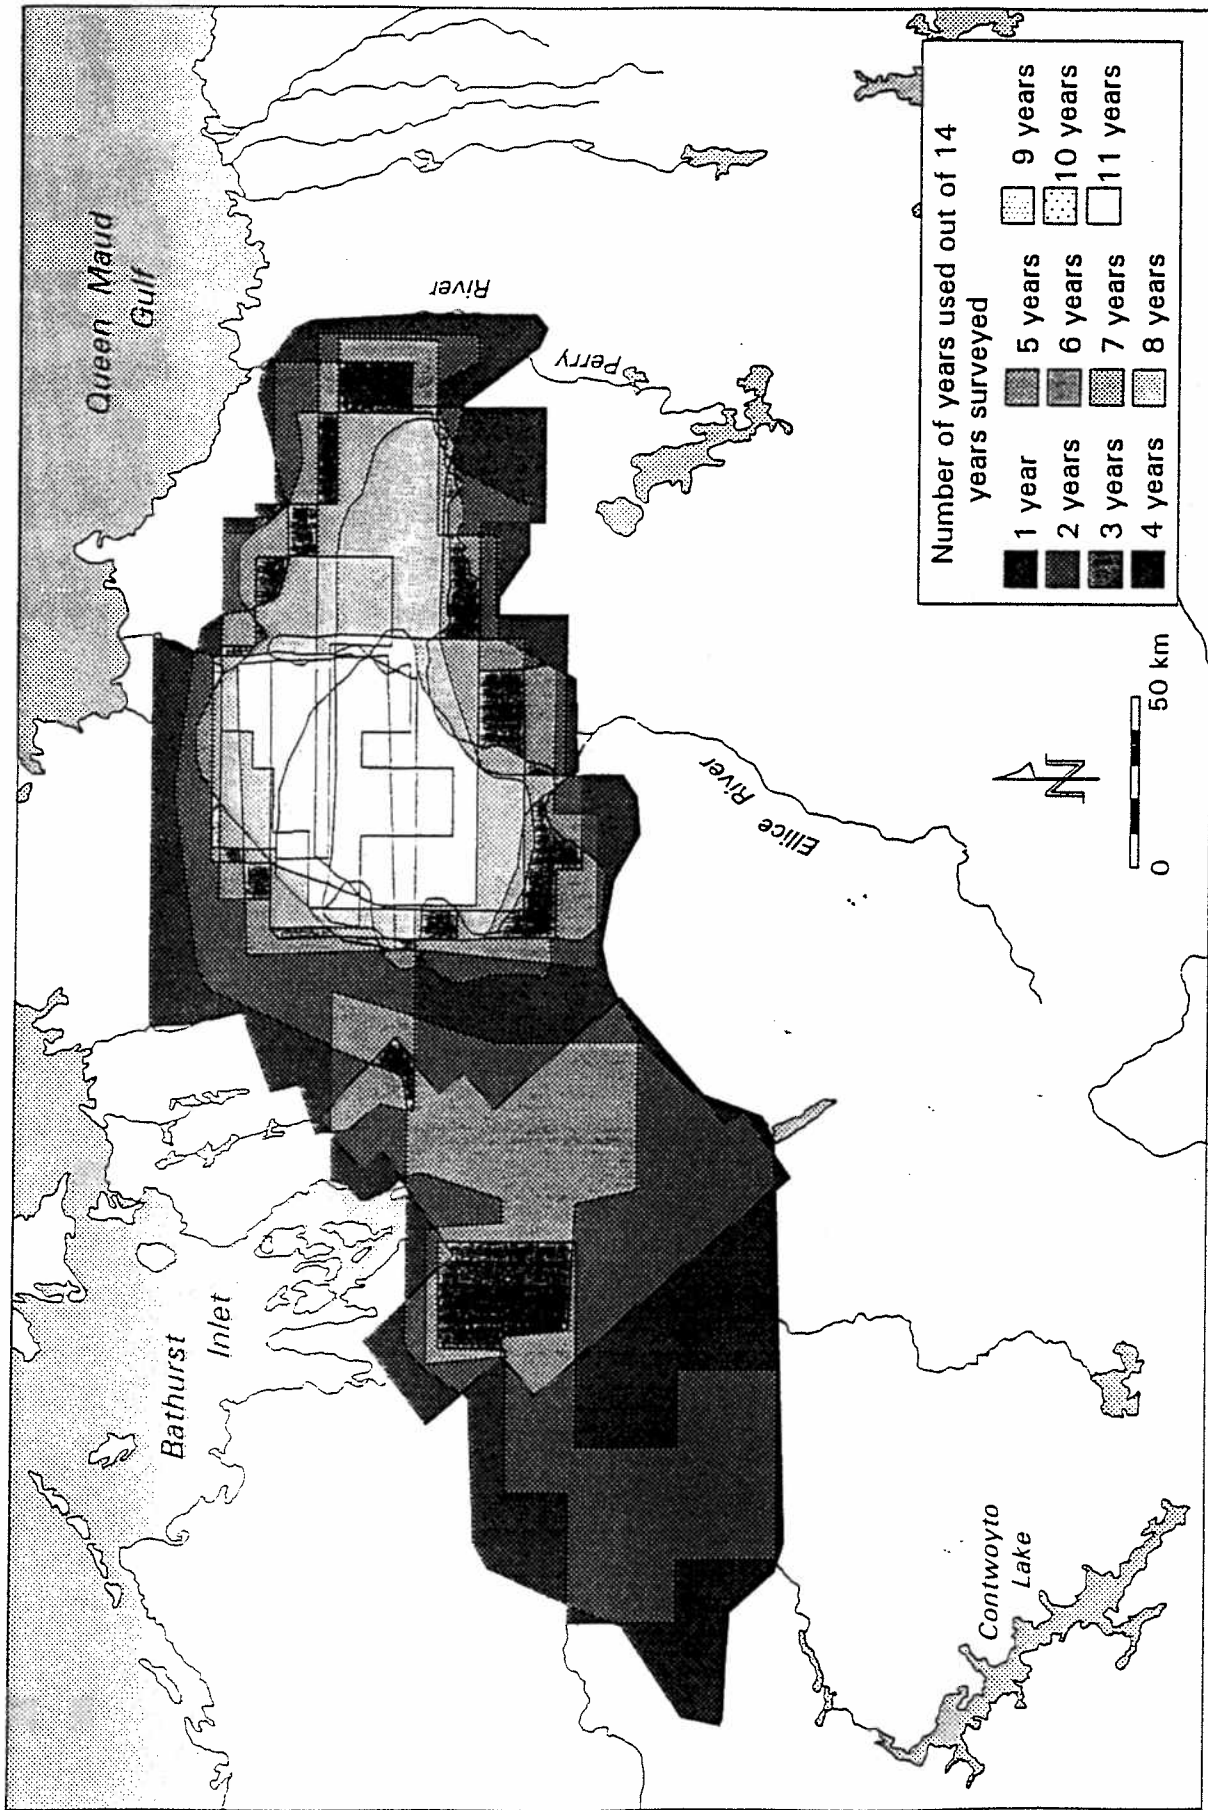 Queen Maud
Gulf
Bathurst
Inlet
River
Perry
Ellice River
Contwoyto
Lake
N
0 50 km
Number of years used out of 14
years surveyed
1 year
2 years
3 years
4 years
5 years
6 years
7 years
8 years
9 years
10 years
11 years